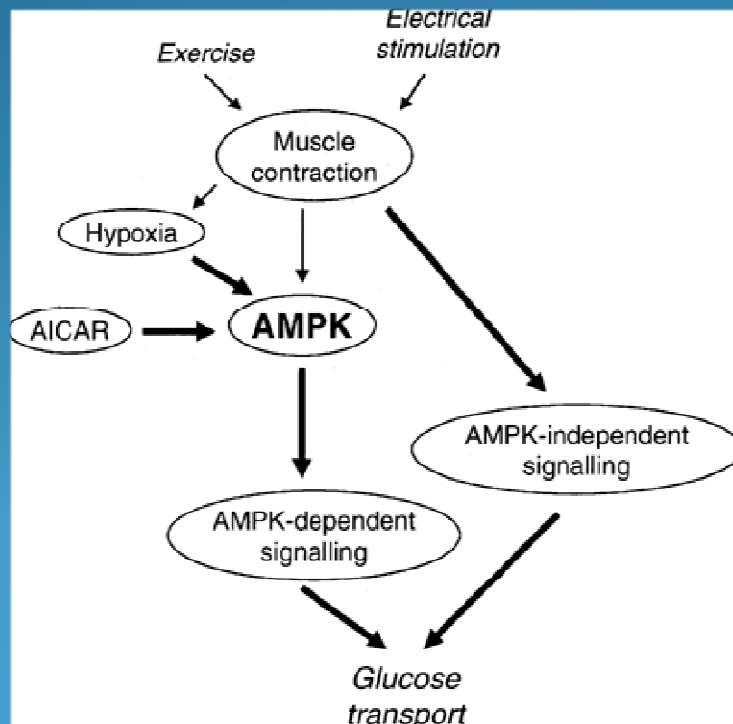 Electrical
stimulation
Exercise
Muscle
contraction
Hypoxia
AICAR
AMPK
AMPK-independent
signalling
AMPK-dependent
signalling
Glucose
transport